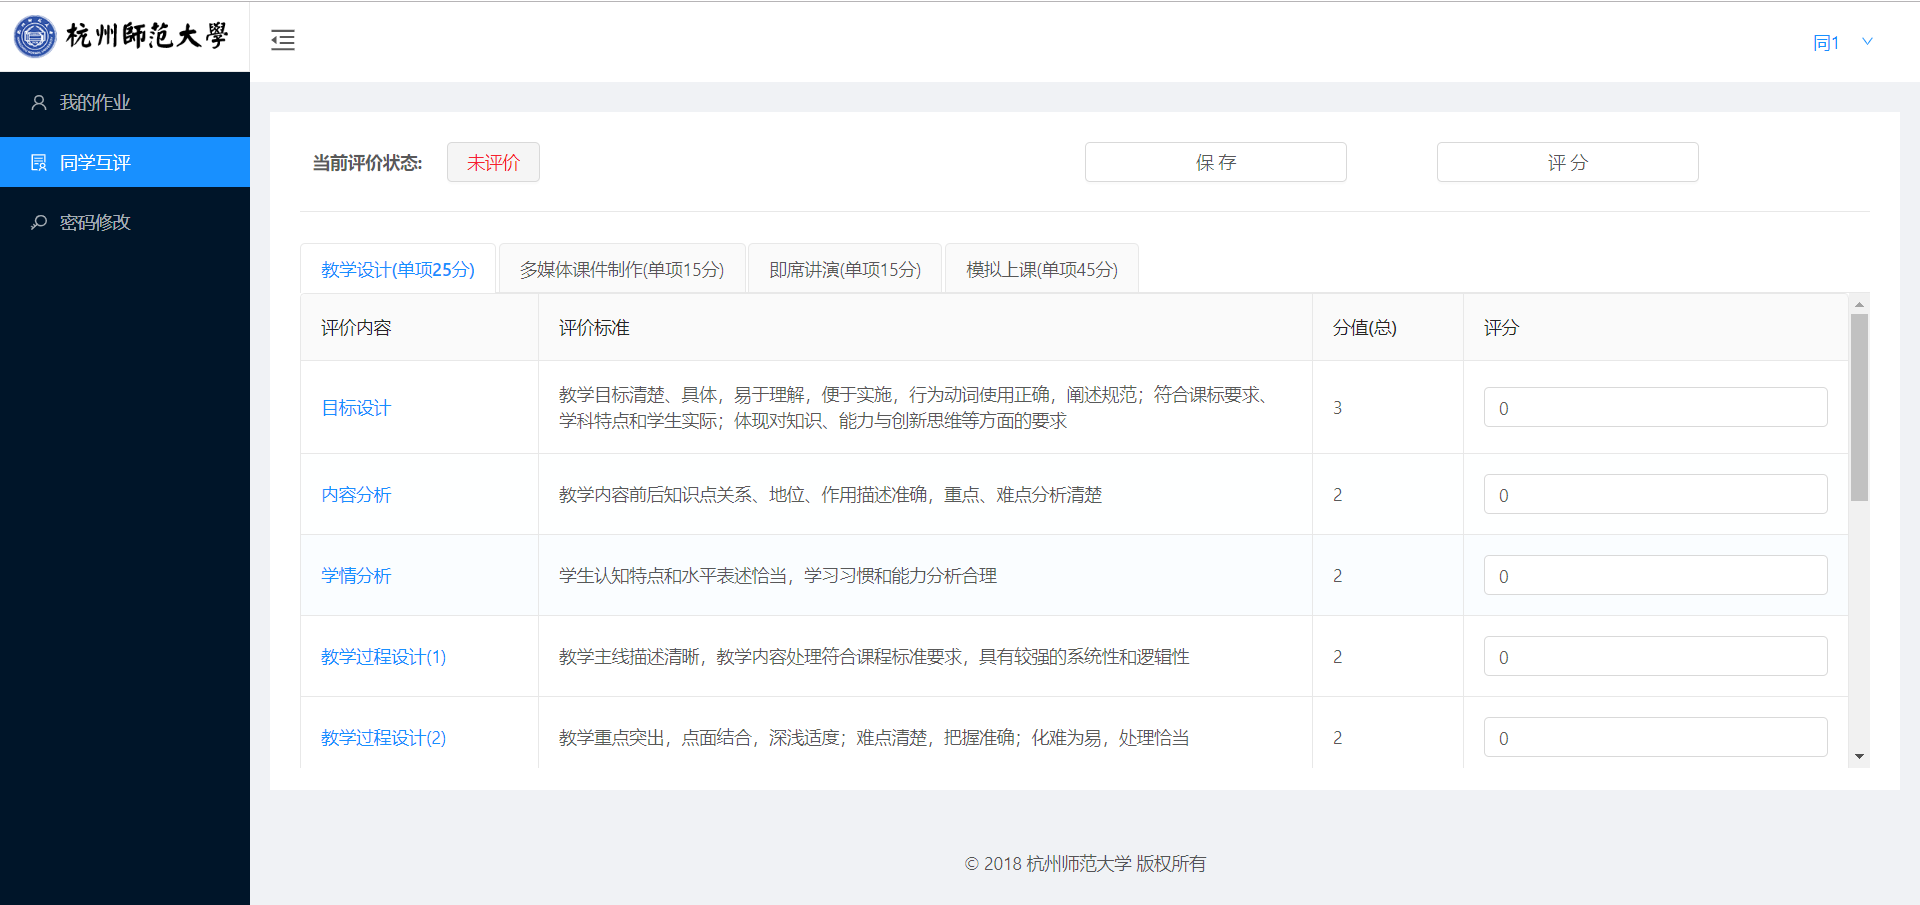 杭州師范大學
同1
我的作业
同学互评
密码修改
当前评价状态:
未评价
保 存
评 分
教学设计(单项25分)
多媒体课件制作(单项15分)
即席讲演(单项15分)
模拟上课(单项45分)
评价内容
评价标准
分值(总)
评分
目标设计
教学目标清楚、具体，易于理解，便于实施，行为动词使用正确，阐述规范；符合课标要求、
学科特点和学生实际；体现对知识、能力与创新思维等方面的要求
3
0
内容分析
教学内容前后知识点关系、地位、作用描述准确，重点、难点分析清楚
2
0
学情分析
学生认知特点和水平表述恰当，学习习惯和能力分析合理
2
0
教学过程设计(1)
教学主线描述清晰，教学内容处理符合课程标准要求，具有较强的系统性和逻辑性
2
0
教学过程设计(2)
教学重点突出，点面结合，深浅适度；难点清楚，把握准确；化难为易，处理恰当
2
0
© 2018 杭州师范大学 版权所有